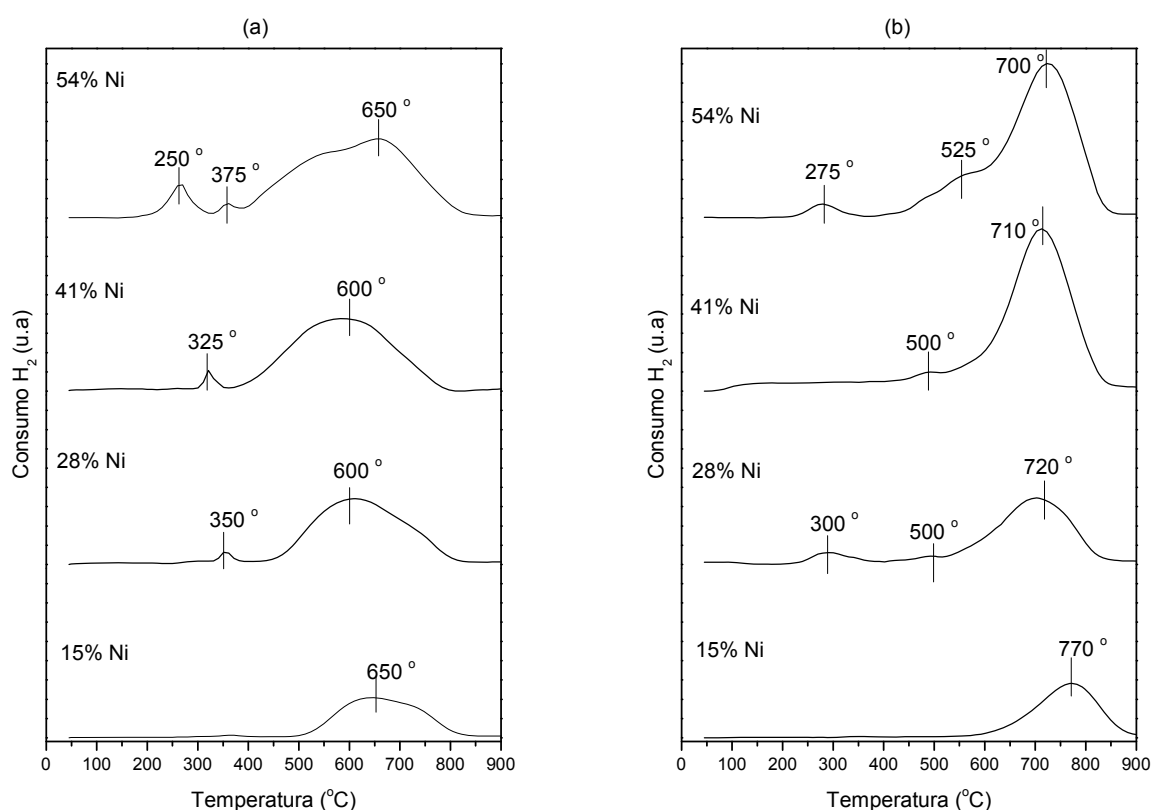 (a)
54% Ni
250 °
375 °
650 °
41% Ni
325 °
600 °
28% Ni
350 °
600 °
15% Ni
650 °
Consumo H2 (u.a)
0 100 200 300 400 500 600 700 800 900
Temperatura (°C)
(b)
54% Ni
275 °
525 °
700 °
41% Ni
500 °
710 °
28% Ni
300 °
500 °
720 °
15% Ni
770 °
Consumo H2 (u.a)
0 100 200 300 400 500 600 700 800 900
Temperatura (°C)